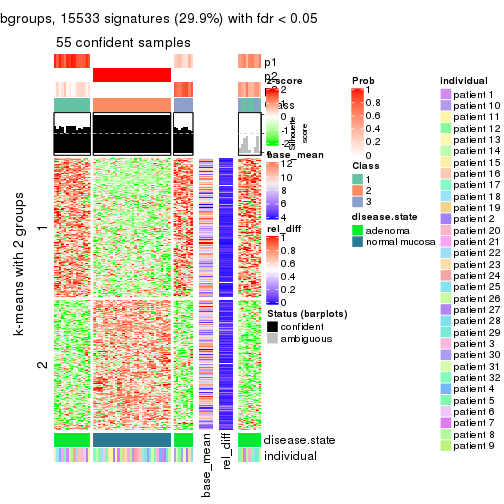 bgroups, 15533 signatures (29.9%) with fdr < 0.05
55 confident samples
p1
p2
Class
Silhouette
score
k-means with 2 groups
1
2
disease.state
individual
base_mean
rel_diff
z-score
2
1
0
-1
-2
base_mean
12
10
8
6
4
rel_diff
1
0.8
0.6
0.4
0.2
0
Status (barplots)
confident
ambiguous
Prob
1
0.8
0.6
0.4
0.2
0
Class
1
2
3
disease.state
adenoma
normal mucosa
individual
patient 1
patient 10
patient 11
patient 12
patient 13
patient 14
patient 15
patient 16
patient 17
patient 18
patient 19
patient 2
patient 20
patient 21
patient 22
patient 23
patient 24
patient 25
patient 26
patient 27
patient 28
patient 29
patient 3
patient 30
patient 31
patient 32
patient 4
patient 5
patient 6
patient 7
patient 8
patient 9